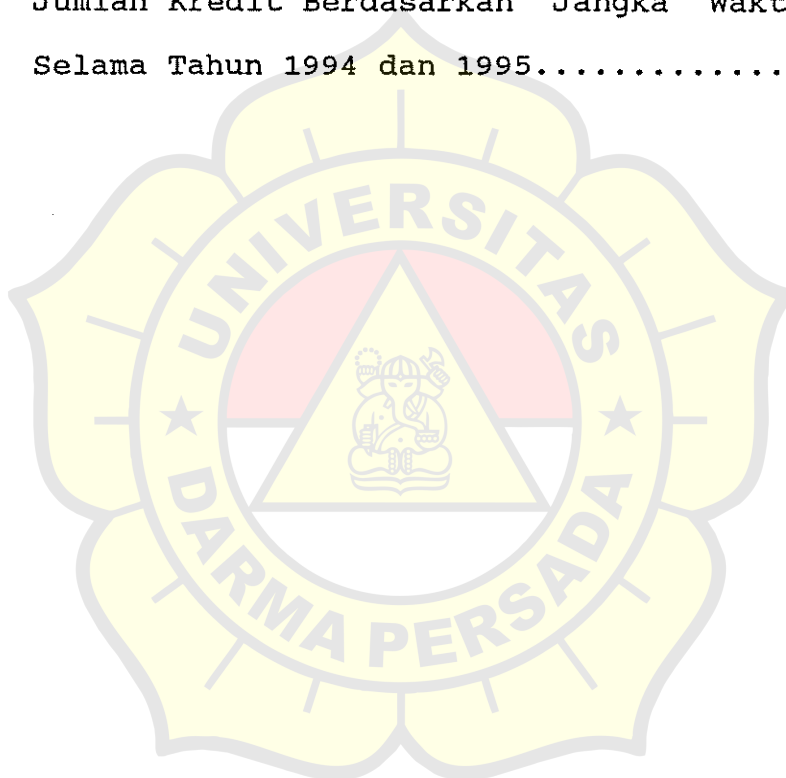 Jumlah Kredit Berdasarkan Jangka
Selama Tahun 1994 dan 1995..............
UNIVERSITAS
DARMA PERSADA